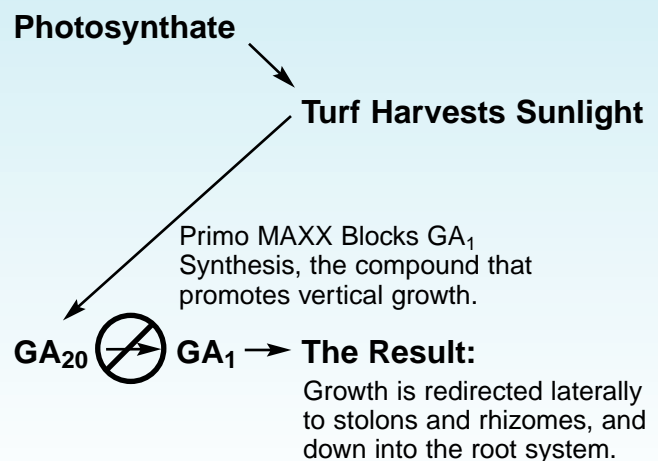 Photosynthate
Turf Harvests Sunlight
Primo MAXX Blocks GA₁
Synthesis, the compound that
promotes vertical growth.
GA₂₀ GA₁ The Result:
Growth is redirected laterally
to stolons and rhizomes, and
down into the root system.